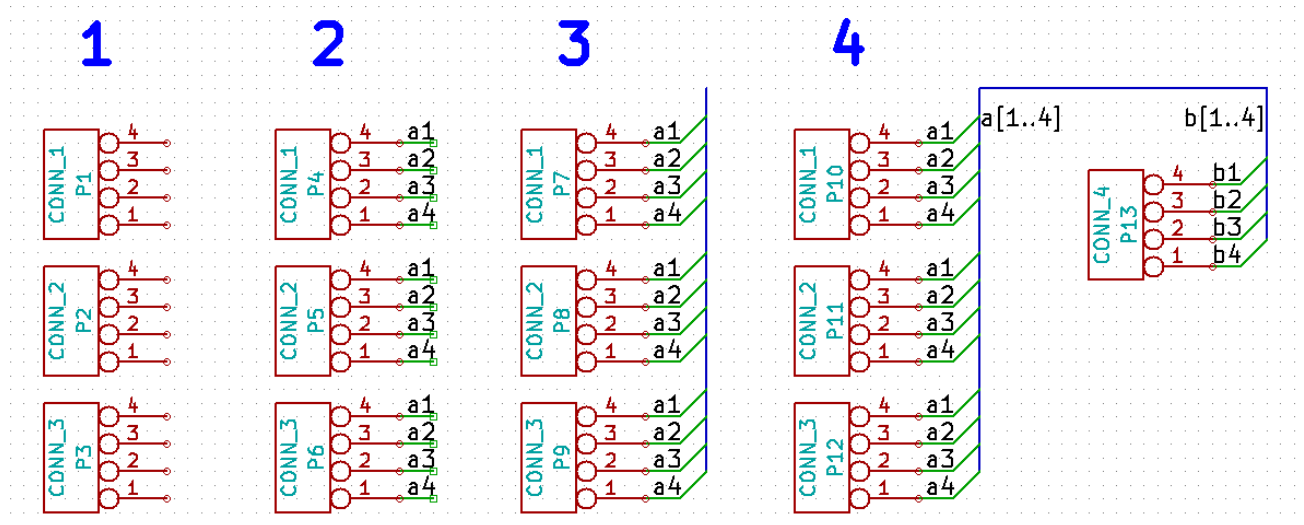 1 2 3 4
a[1..4] b[1..4]
CONN_1 P1 4 3 2 1
CONN_1 P4 4 a1 3 a2 2 a3 1 a4
CONN_1 P7 4 a1 3 a2 2 a3 1 a4
CONN_1 P10 4 a1 3 a2 2 a3 1 a4
CONN_4 P13 4 b1 3 b2 2 b3 1 b4
CONN_2 P2 4 3 2 1
CONN_2 P5 4 a1 3 a2 2 a3 1 a4
CONN_2 P8 4 a1 3 a2 2 a3 1 a4
CONN_2 P11 4 a1 3 a2 2 a3 1 a4
CONN_3 P3 4 3 2 1
CONN_3 P6 4 a1 3 a2 2 a3 1 a4
CONN_3 P9 4 a1 3 a2 2 a3 1 a4
CONN_3 P12 4 a1 3 a2 2 a3 1 a4